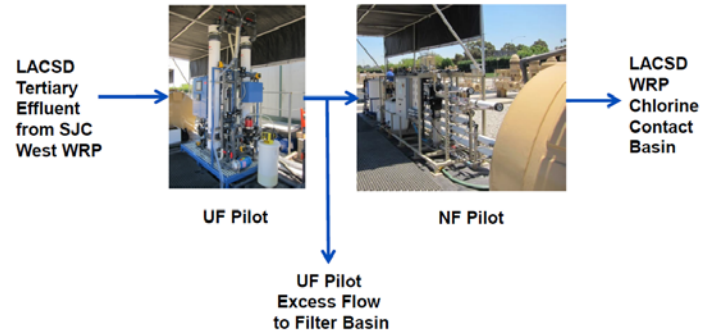 LACSD
Tertiary
Effluent
from SJC
West WRP
UF Pilot
UF Pilot
Excess Flow
to Filter Basin
NF Pilot
LACSD
WRP
Chlorine
Contact
Basin